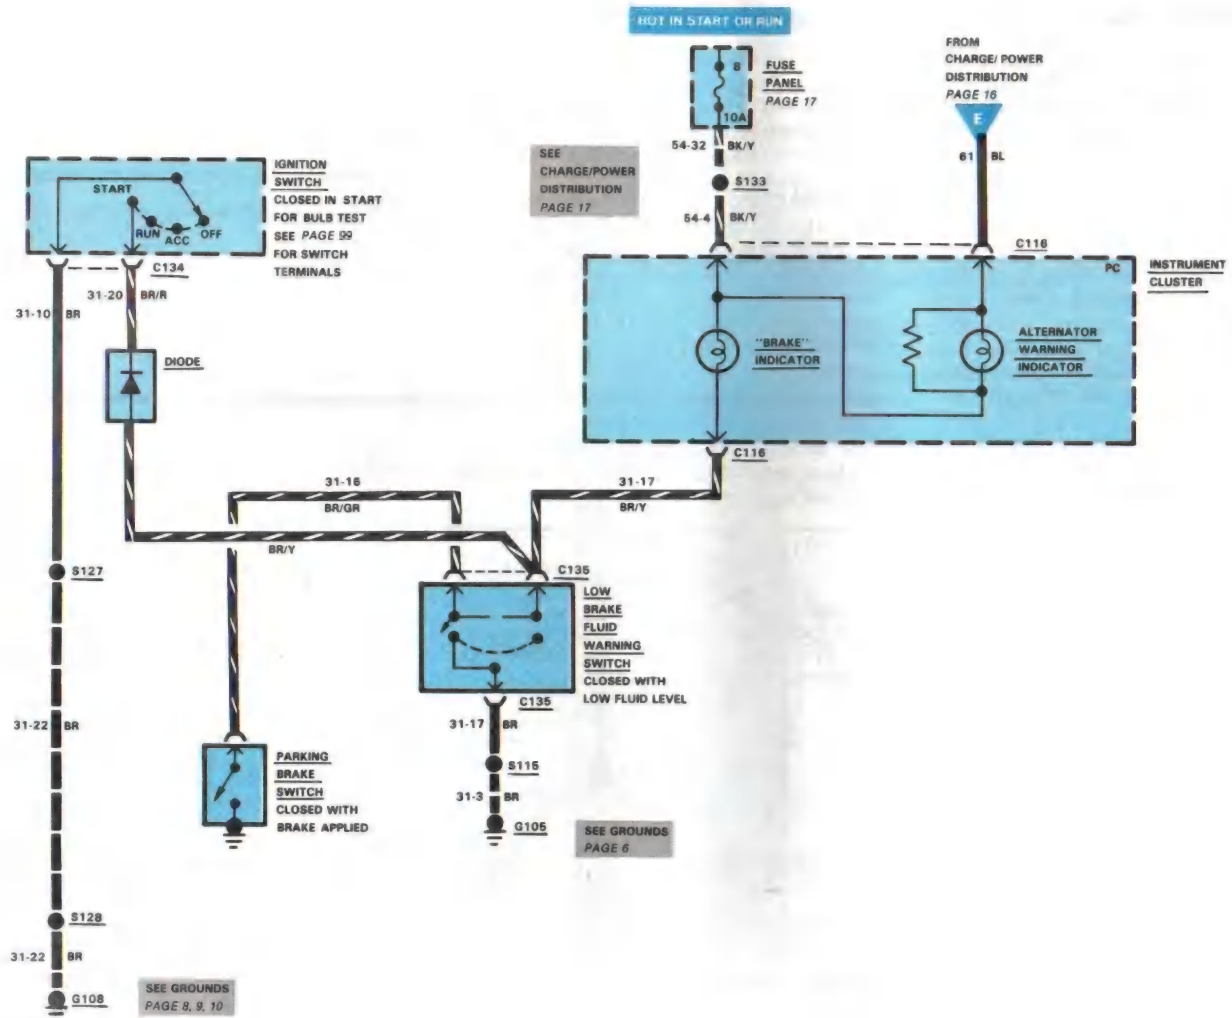 HOT IN START OR RUN
8
FUSE
PANEL
PAGE 17
10A
FROM
CHARGE/POWER
DISTRIBUTION
PAGE 16
E
54-32 BK/Y
61 BL
SEE
CHARGE/POWER
DISTRIBUTION
PAGE 17
S133
54-4 BK/Y
C116
IGNITION
SWITCH
CLOSED IN START
FOR BULB TEST
SEE PAGE 99
FOR SWITCH
TERMINALS
START
RUN ACC OFF
C134
31-20 BR/R
31-10 BR
DIODE
PC
INSTRUMENT
CLUSTER
"BRAKE"
INDICATOR
ALTERNATOR
WARNING
INDICATOR
C116
31-16
BR/GR
31-17
BR/Y
BR/Y
S127
C135
LOW
BRAKE
FLUID
WARNING
SWITCH
CLOSED WITH
LOW FLUID LEVEL
C135
31-17 BR
31-22 BR
PARKING
BRAKE
SWITCH
CLOSED WITH
BRAKE APPLIED
S115
31-3 BR
G105
SEE GROUNDS
PAGE 6
S128
31-22 BR
G108
SEE GROUNDS
PAGE 8, 9, 10